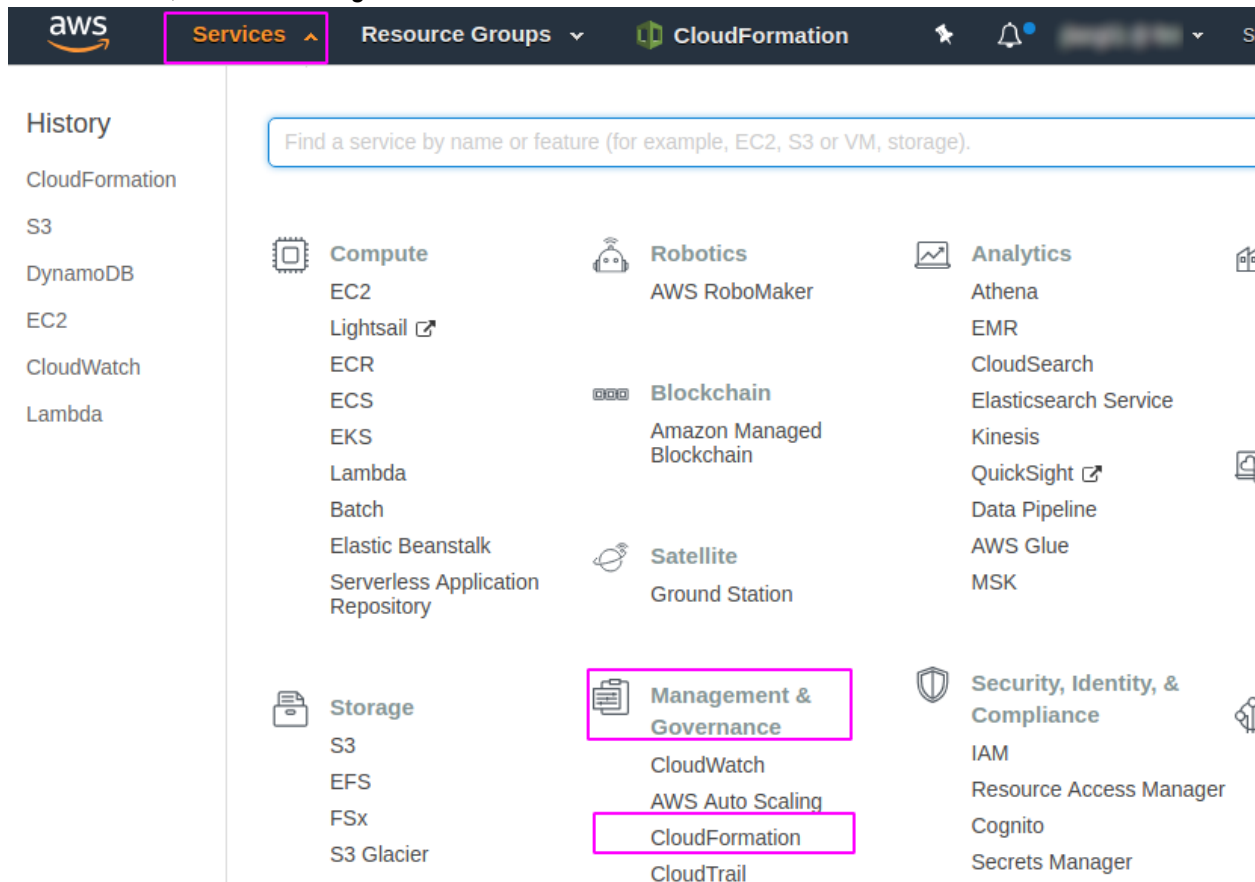 aws
Services
Resource Groups
CloudFormation
S
History
CloudFormation
S3
DynamoDB
EC2
CloudWatch
Lambda
Find a service by name or feature (for example, EC2, S3 or VM, storage).
Compute
EC2
Lightsail
ECR
ECS
EKS
Lambda
Batch
Elastic Beanstalk
Serverless Application
Repository
Storage
S3
EFS
FSx
S3 Glacier
Robotics
AWS RoboMaker
Blockchain
Amazon Managed
Blockchain
Satellite
Ground Station
Management &
Governance
CloudWatch
AWS Auto Scaling
CloudFormation
CloudTrail
Analytics
Athena
EMR
CloudSearch
Elasticsearch Service
Kinesis
QuickSight
Data Pipeline
AWS Glue
MSK
Security, Identity, &
Compliance
IAM
Resource Access Manager
Cognito
Secrets Manager